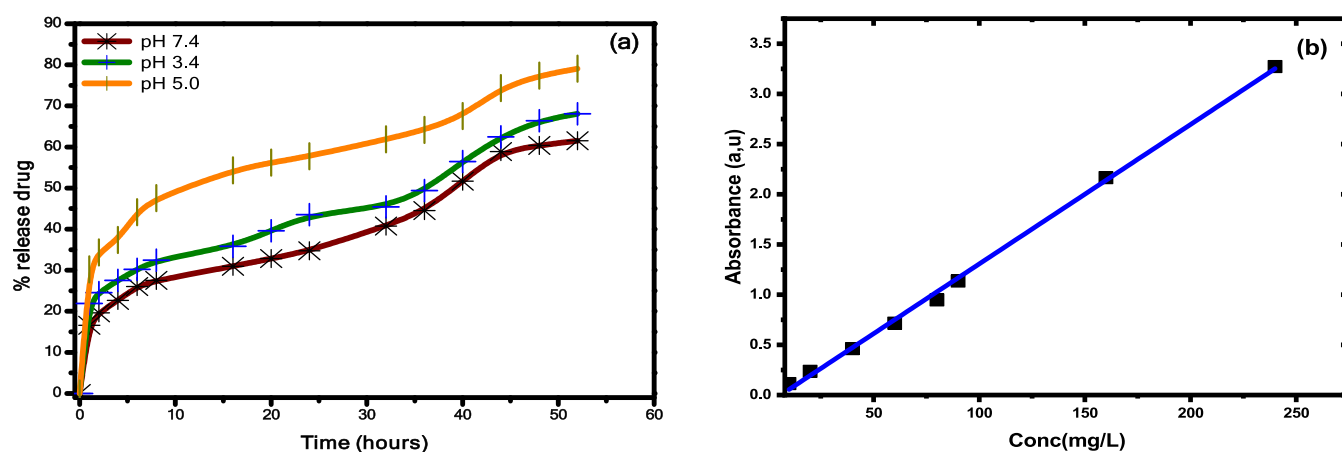 90
80
70
60
50
40
30
20
10
0
% release drug
pH 7.4
pH 3.4
pH 5.0
(a)
0 10 20 30 40 50 60
Time (hours)
3.5
3.0
2.5
2.0
1.5
1.0
0.5
0.0
Absorbance (a,u)
(b)
50 100 150 200 250
Conc(mg/L)